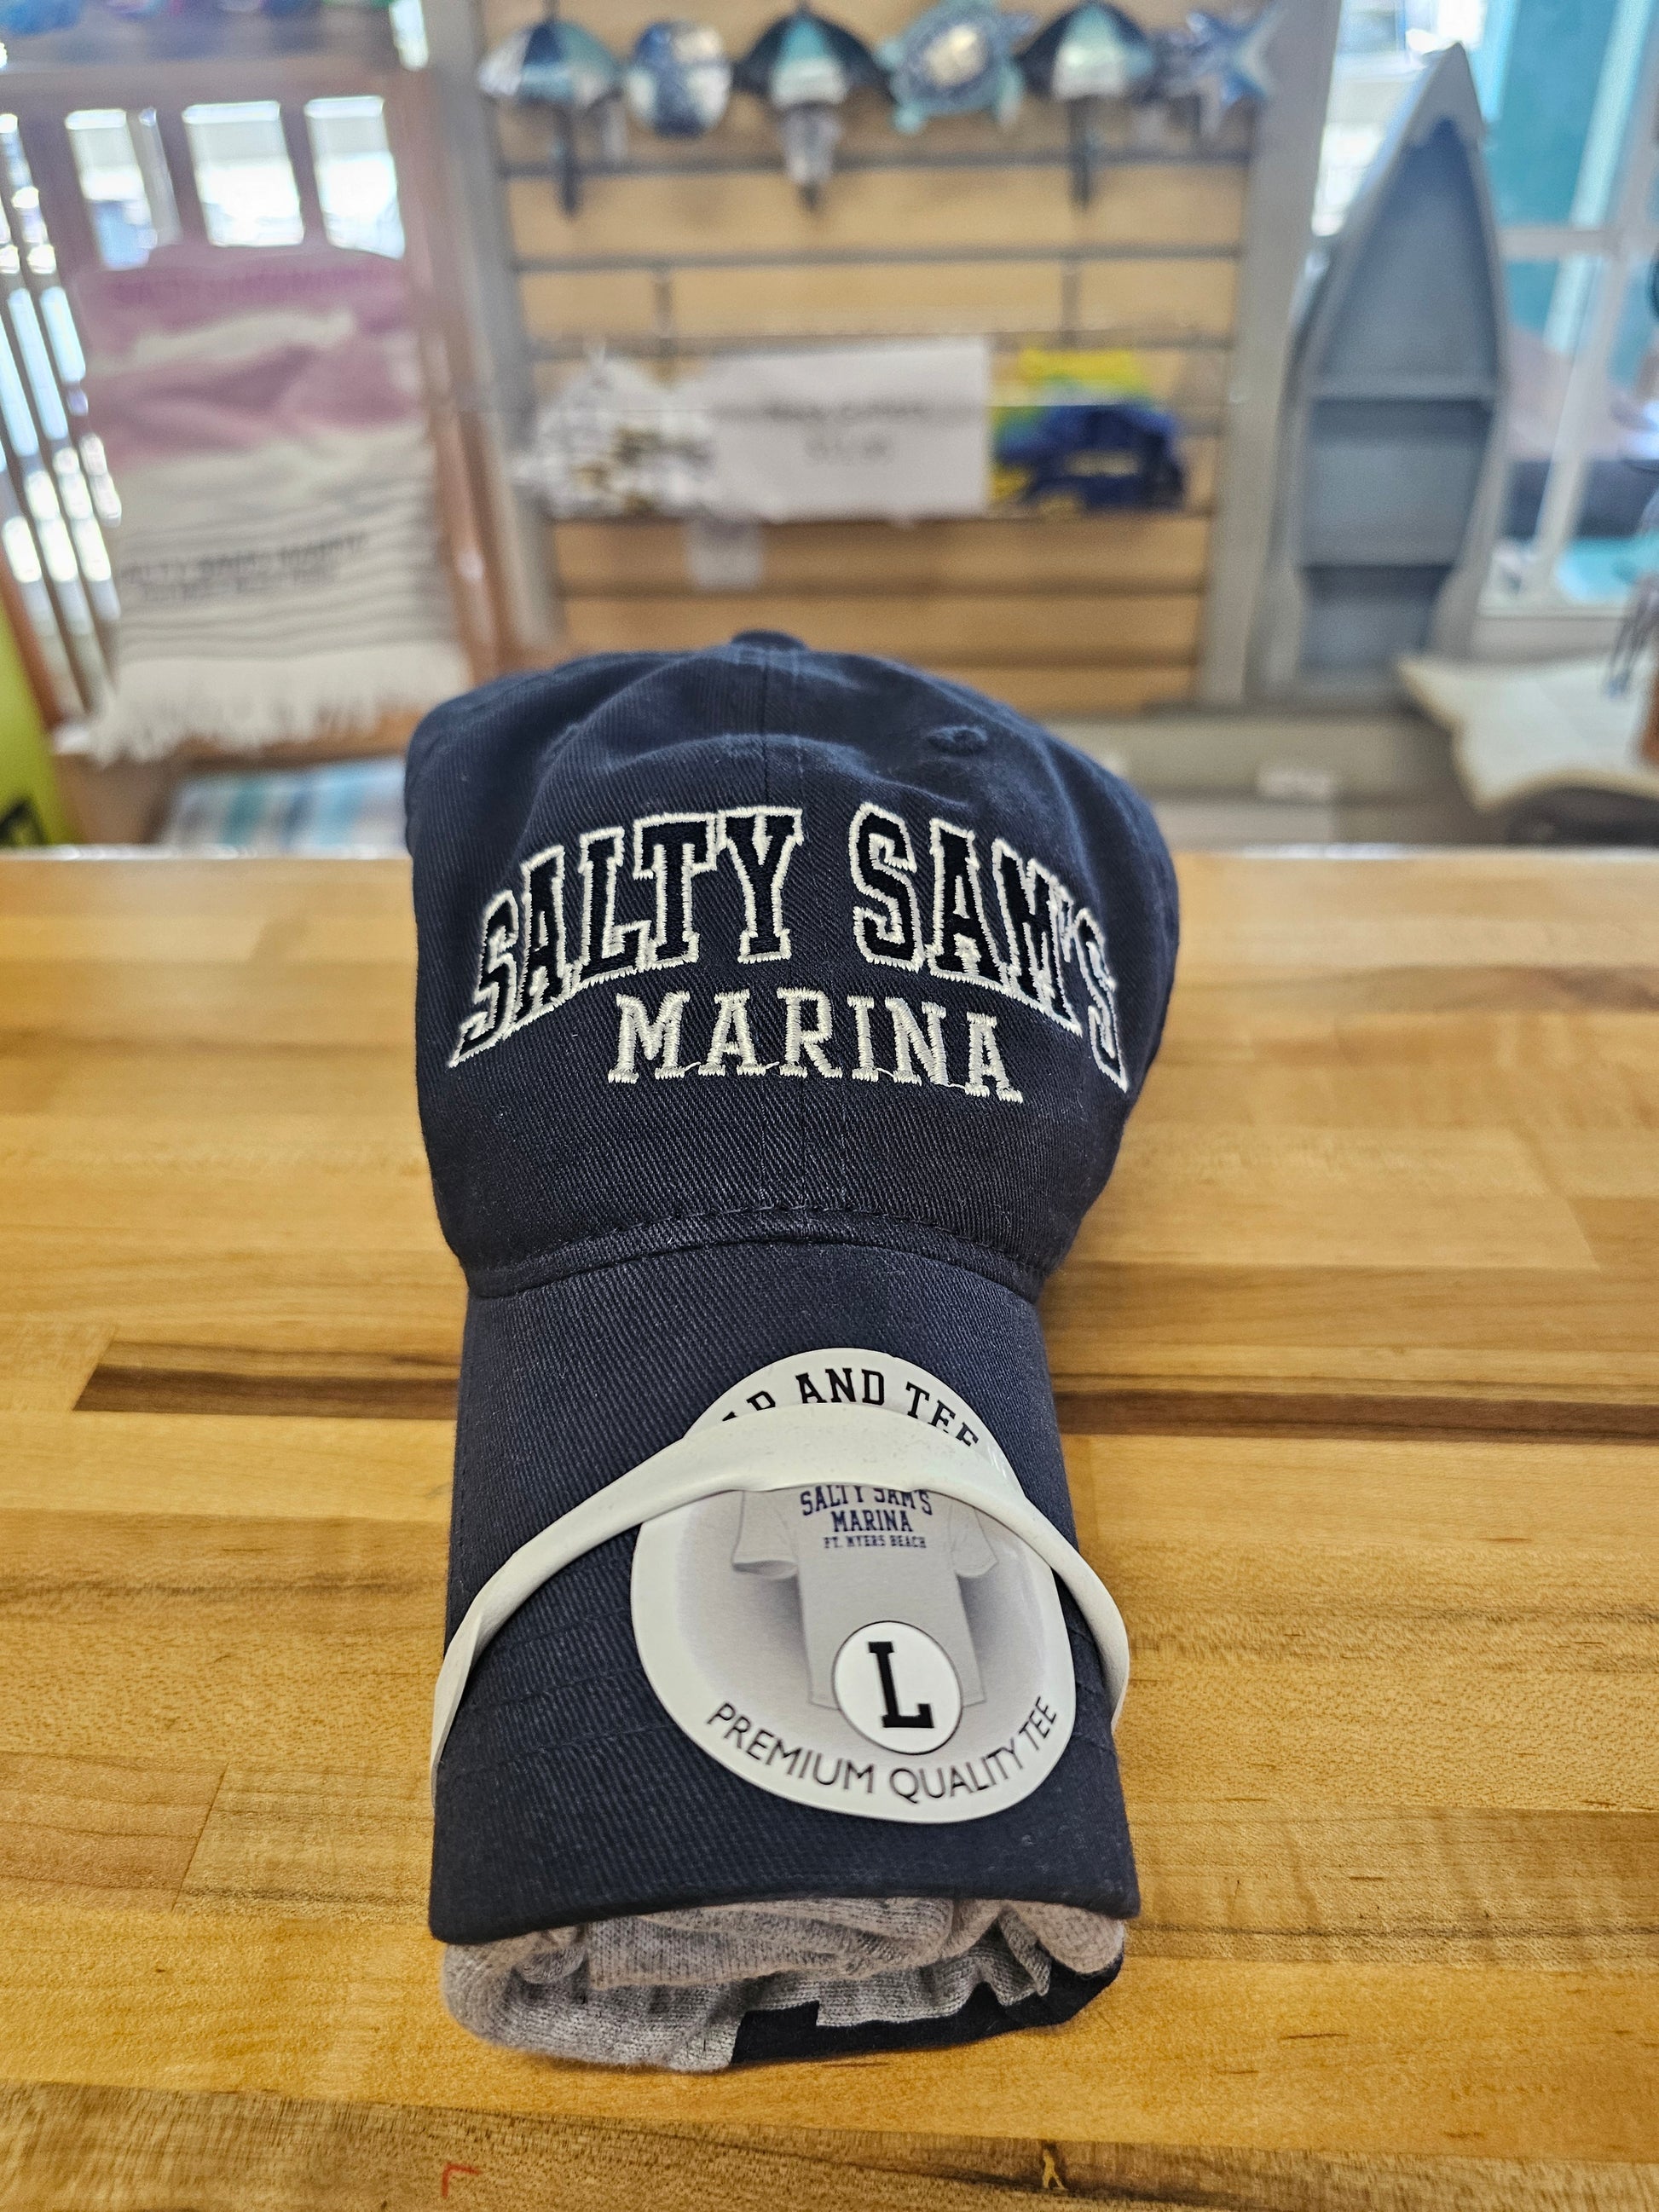 SALTY SAM'S
MARINA
AND TEE
SALTY SAM'S
MARINA
FT. MYERS BEACH
L
PREMIUM QUALITY TEE